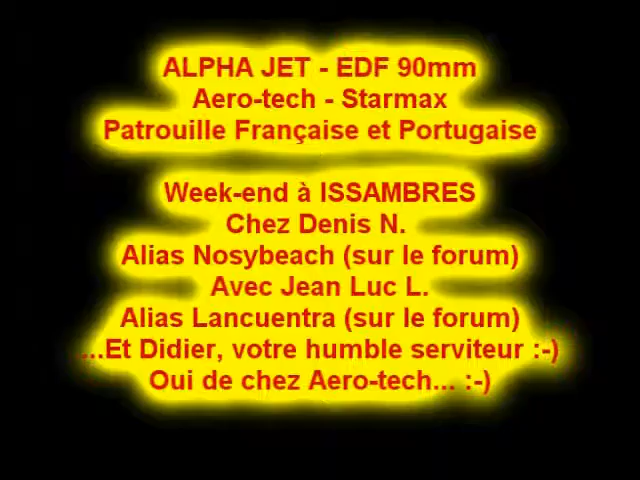 ALPHA JET - EDF 90mm
Aero-tech - Starmax
Patrouille Française et Portugaise
Week-end à ISSAMBRES
Chez Denis N.
Alias Nosybeach (sur le forum)
Avec Jean Luc L.
Alias Lancuentra (sur le forum)
...Et Didier, votre humble serviteur :-)
Oui de chez Aero-tech... :-)